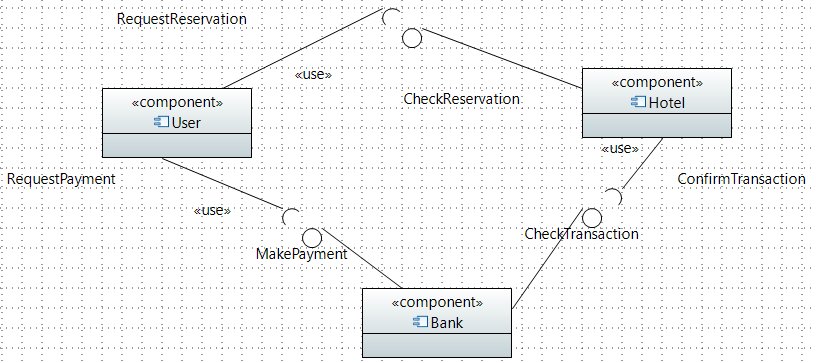 RequestReservation
«use»
«component»
User
CheckReservation
«component»
Hotel
«use»
RequestPayment
«use»
ConfirmTransaction
CheckTransaction
MakePayment
«component»
Bank